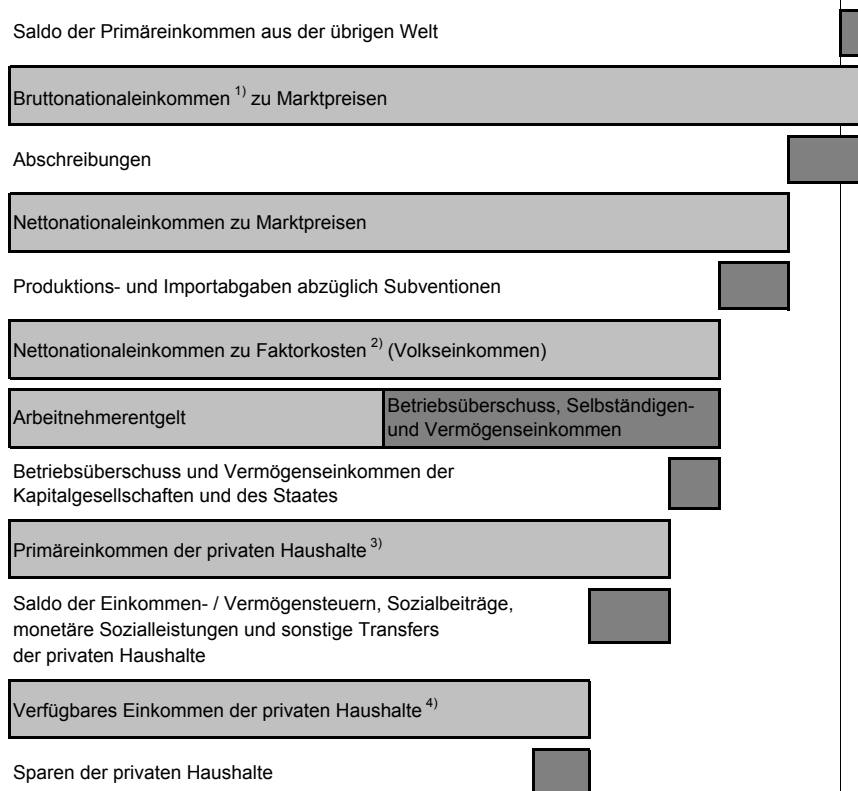 Saldo der Primäreinkommen aus der übrigen Welt
Bruttonationaleinkommen 1) zu Marktpreisen
Abschreibungen
Nettonationaleinkommen zu Marktpreisen
Produktions- und Importabgaben abzüglich Subventionen
Nettonationaleinkommen zu Faktorkosten 2) (Volkseinkommen)
Arbeitnehmerentgelt
Betriebsüberschuss, Selbständigen-
und Vermögenseinkommen
Betriebsüberschuss und Vermögenseinkommen der
Kapitalgesellschaften und des Staates
Primäreinkommen der privaten Haushalte 3)
Saldo der Einkommen- / Vermögensteuern, Sozialbeiträge,
monetäre Sozialleistungen und sonstige Transfers
der privaten Haushalte
Verfügbares Einkommen der privaten Haushalte 4)
Sparen der privaten Haushalte